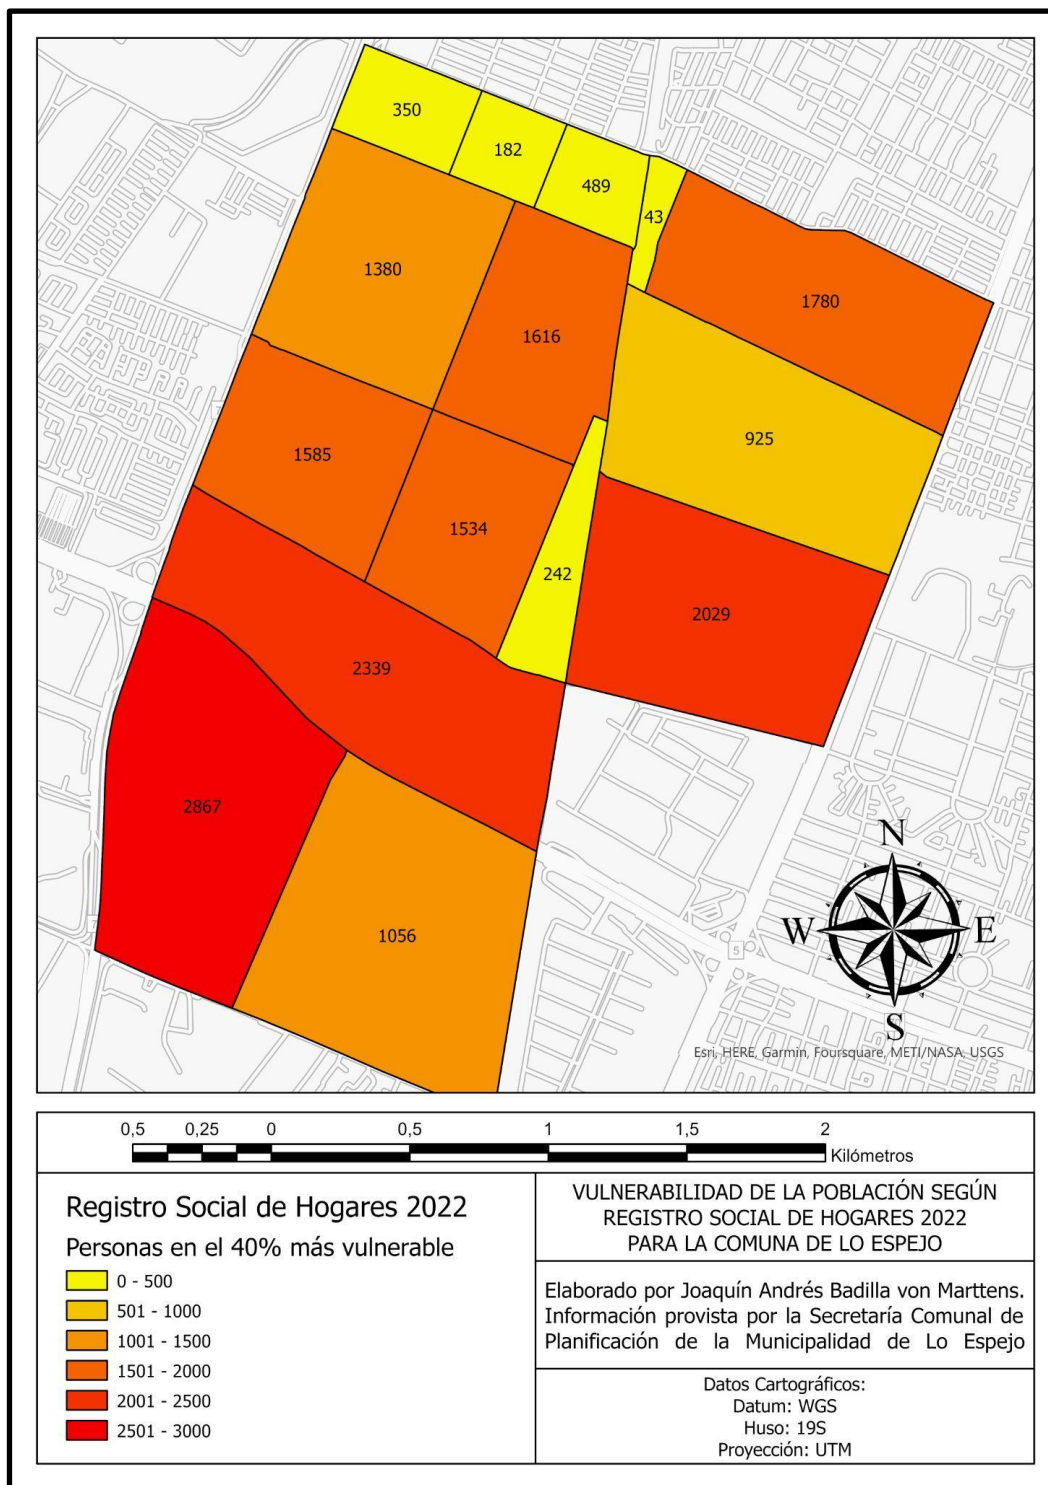 350
182
489
43
1380
1780
1616
925
1585
1534
242
2029
2339
2867
1056
N
W E
S
5
Esri, HERE, Garmin, Foursquare, METI/NASA, USGS
0,5 0,25 0 0,5 1 1,5 2
Kilómetros
Registro Social de Hogares 2022
Personas en el 40% más vulnerable
0 - 500
501 - 1000
1001 - 1500
1501 - 2000
2001 - 2500
2501 - 3000
VULNERABILIDAD DE LA POBLACIÓN SEGÚN
REGISTRO SOCIAL DE HOGARES 2022
PARA LA COMUNA DE LO ESPEJO
Elaborado por Joaquín Andrés Badilla von Marttens.
Información provista por la Secretaría Comunal de
Planificación de la Municipalidad de Lo Espejo
Datos Cartográficos:
Datum: WGS
Huso: 19S
Proyección: UTM